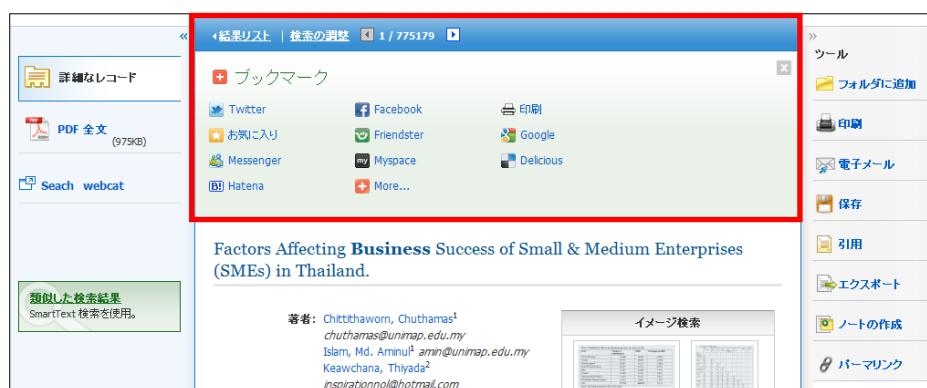 «
詳細なレコード
PDF 全文
(975KB)
Seach webcat
類似した検索結果
SmartText 検索を使用。
結果リスト | 検索の調整 1 / 775179
ブックマーク
Twitter Facebook 印刷
お気に入り Friendster Google
Messenger Myspace Delicious
Hatena More...
Factors Affecting Business Success of Small & Medium Enterprises
(SMEs) in Thailand.
著者: Chittithaworn, Chuthamas1
chuthamas@unimap.edu.my
Islam, Md. Aminul1 amin@unimap.edu.my
Keawchana, Thiyada2
inspirationnol@hotmail.com
イメージ検索
»
ツール
フォルダに追加
印刷
電子メール
保存
引用
エクスポート
ノートの作成
パーマリンク